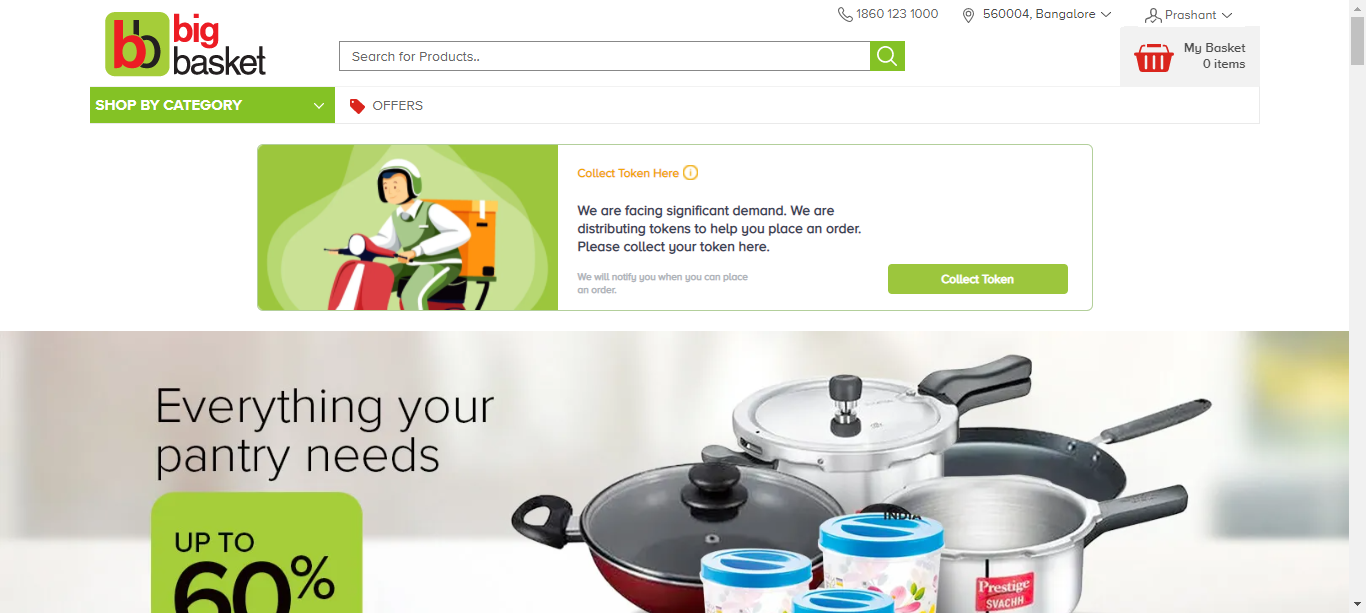 1860 123 1000
560004, Bangalore
Prashant
bb
big
basket
Search for Products..
My Basket
0 items
SHOP BY CATEGORY
OFFERS
Collect Token Here
We are facing significant demand. We are
distributing tokens to help you place an order.
Please collect your token here.
We will notify you when you can place
an order.
Collect Token
Everything your
pantry needs
UP TO
60%
INDIA
Prestige
SVACHH